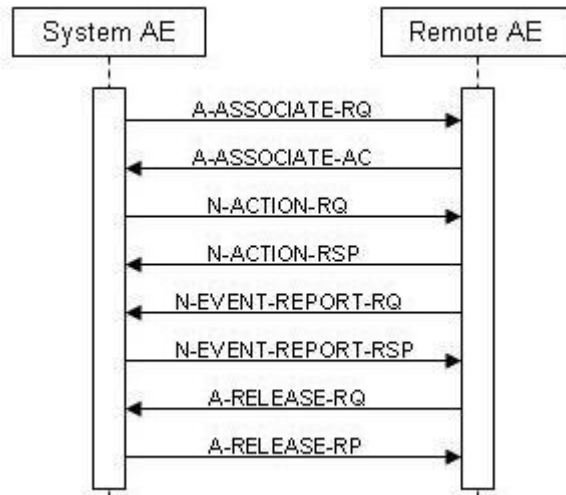 System AE
Remote AE
A-ASSOCIATE-RQ
A-ASSOCIATE-AC
N-ACTION-RQ
N-ACTION-RSP
N-EVENT-REPORT-RQ
N-EVENT-REPORT-RSP
A-RELEASE-RQ
A-RELEASE-RP